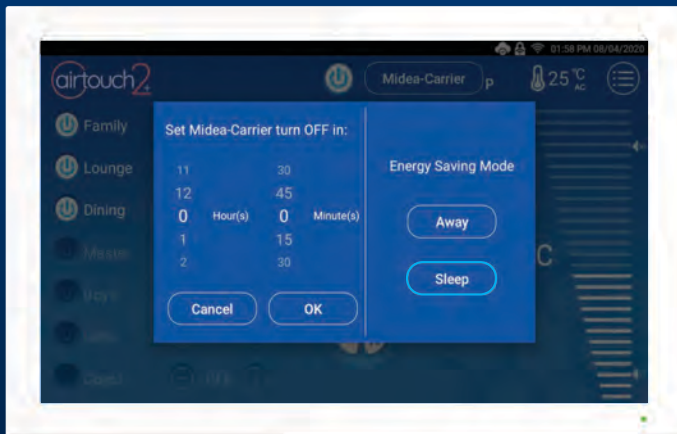 01:58 PM 08/04/2020
airtouch2+
Midea-Carrier
p
25 °C
AC
Family
Lounge
Dining
Set Midea-Carrier turn OFF in:
11 30
12 45
0 Hour(s) 0 Minute(s)
1 15
2 30
Cancel
OK
Energy Saving Mode
Away
Sleep
C